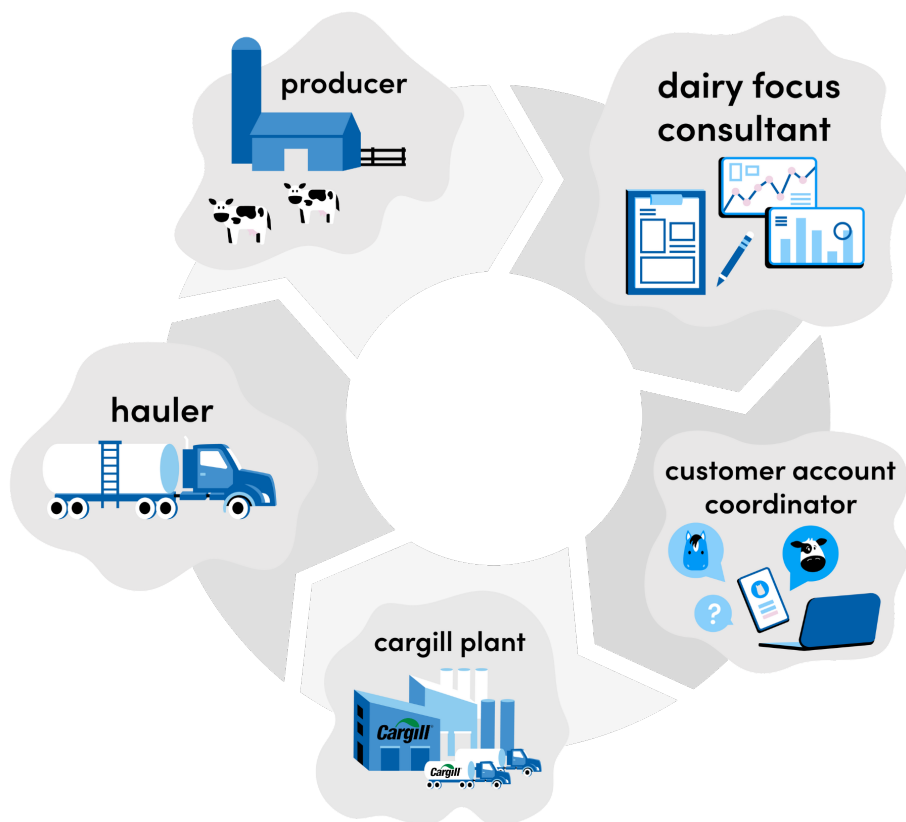 producer
dairy focus
consultant
customer account
coordinator
?
cargill plant
Cargill
Cargill
hauler